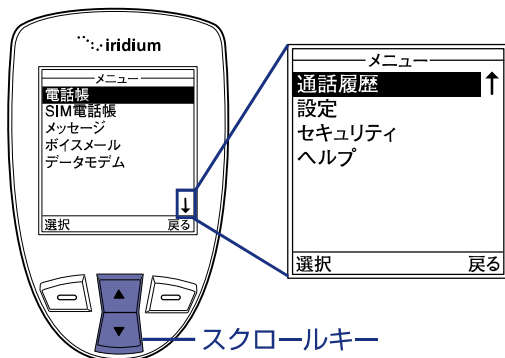 iridium
メニュー
電話帳
SIM電話帳
メッセージ
ボイスメール
データモデム
↓
選択 戻る
メニュー
通話履歴 ↑
設定
セキュリティ
ヘルプ
選択 戻る
スクロールキー